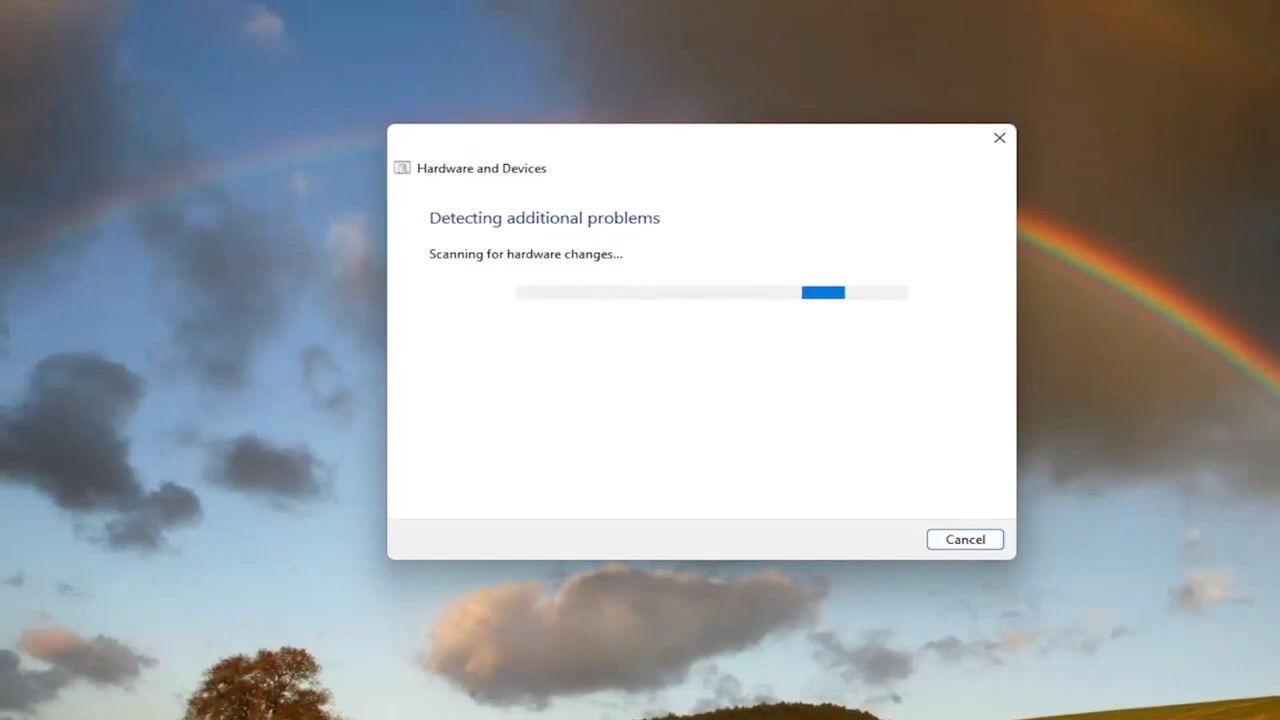 Hardware and Devices
Detecting additional problems
Scanning for hardware changes...
Cancel